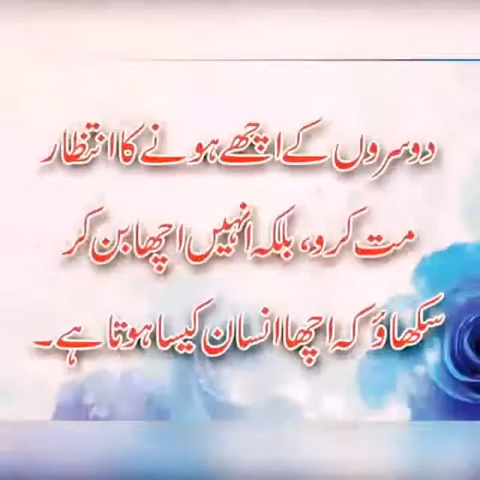 دوسروں کے اچھے ہونے کا انتظار
مت کرو، بلکہ انہیں اچھا بن کر
سکھاؤ کہ اچھا انسان کیسا ہوتا ہے۔